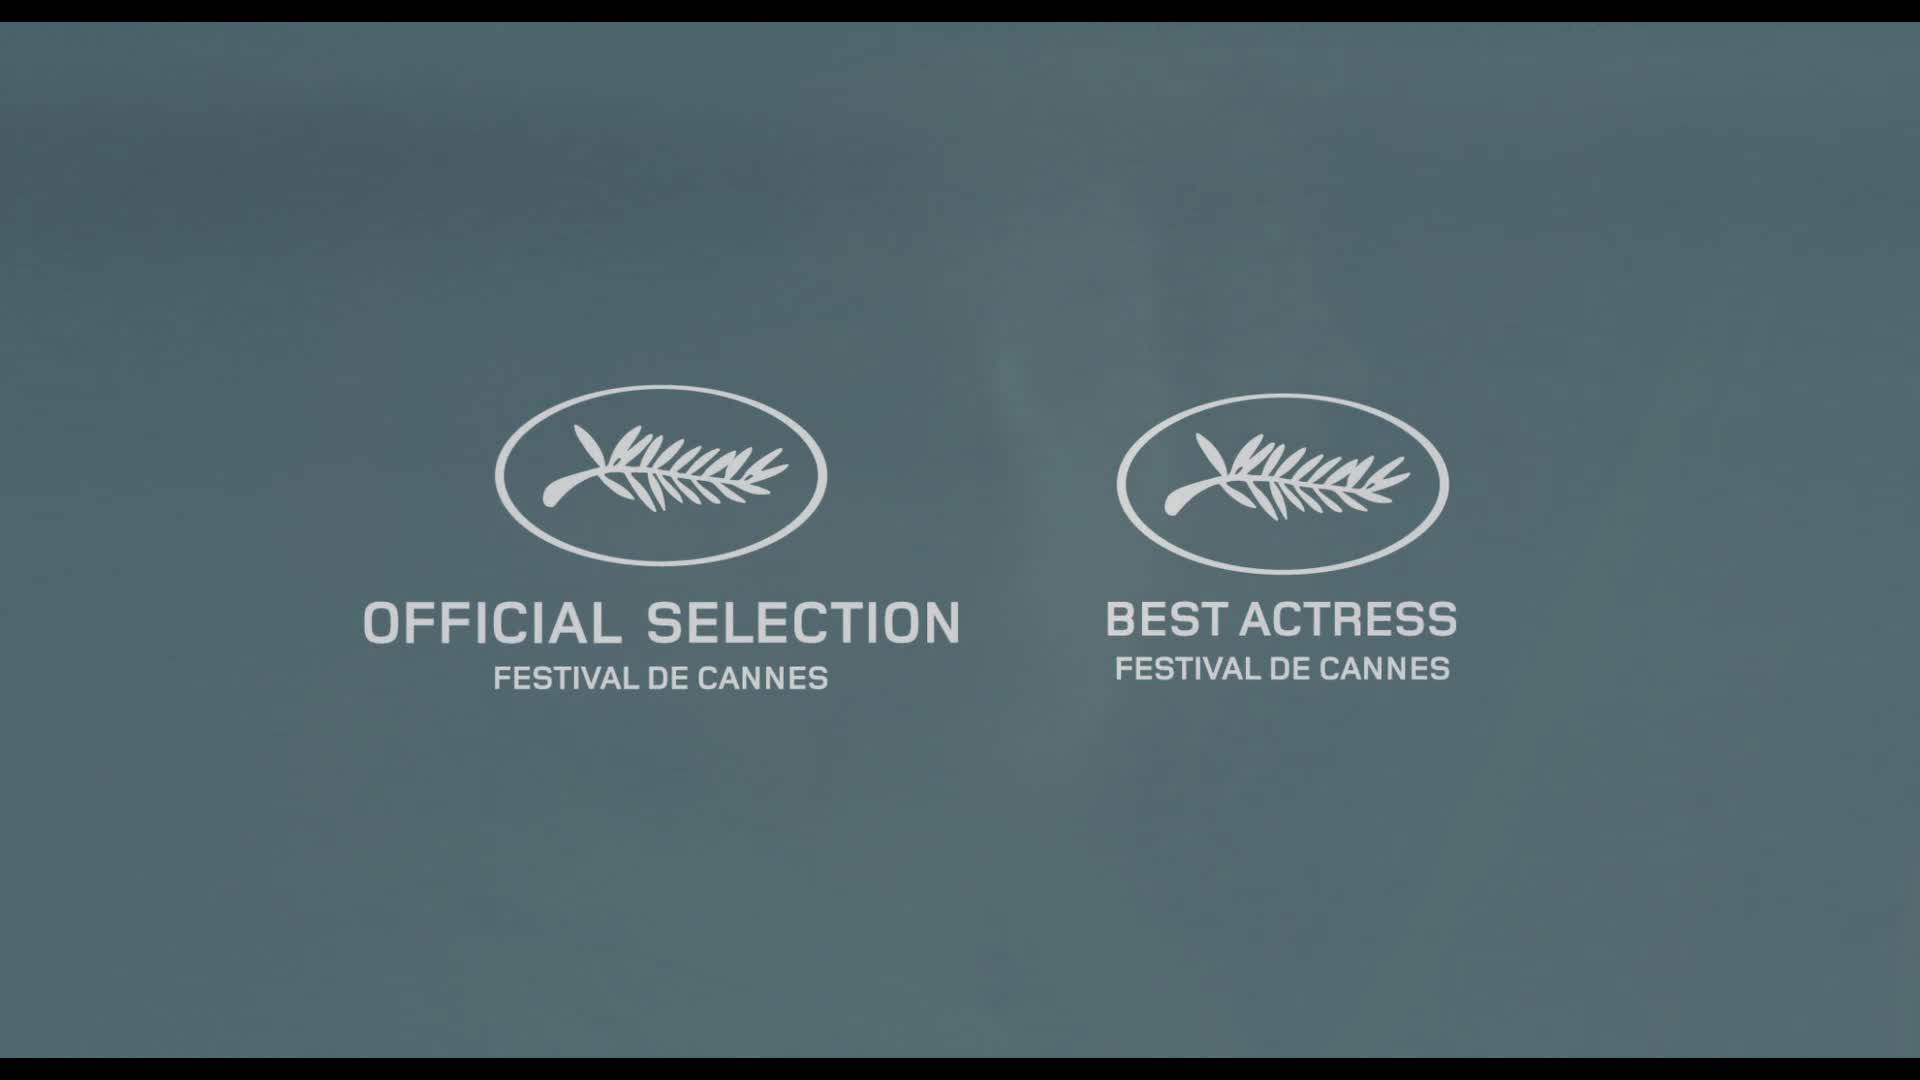 OFFICIAL SELECTION
FESTIVAL DE CANNES
BEST ACTRESS
FESTIVAL DE CANNES